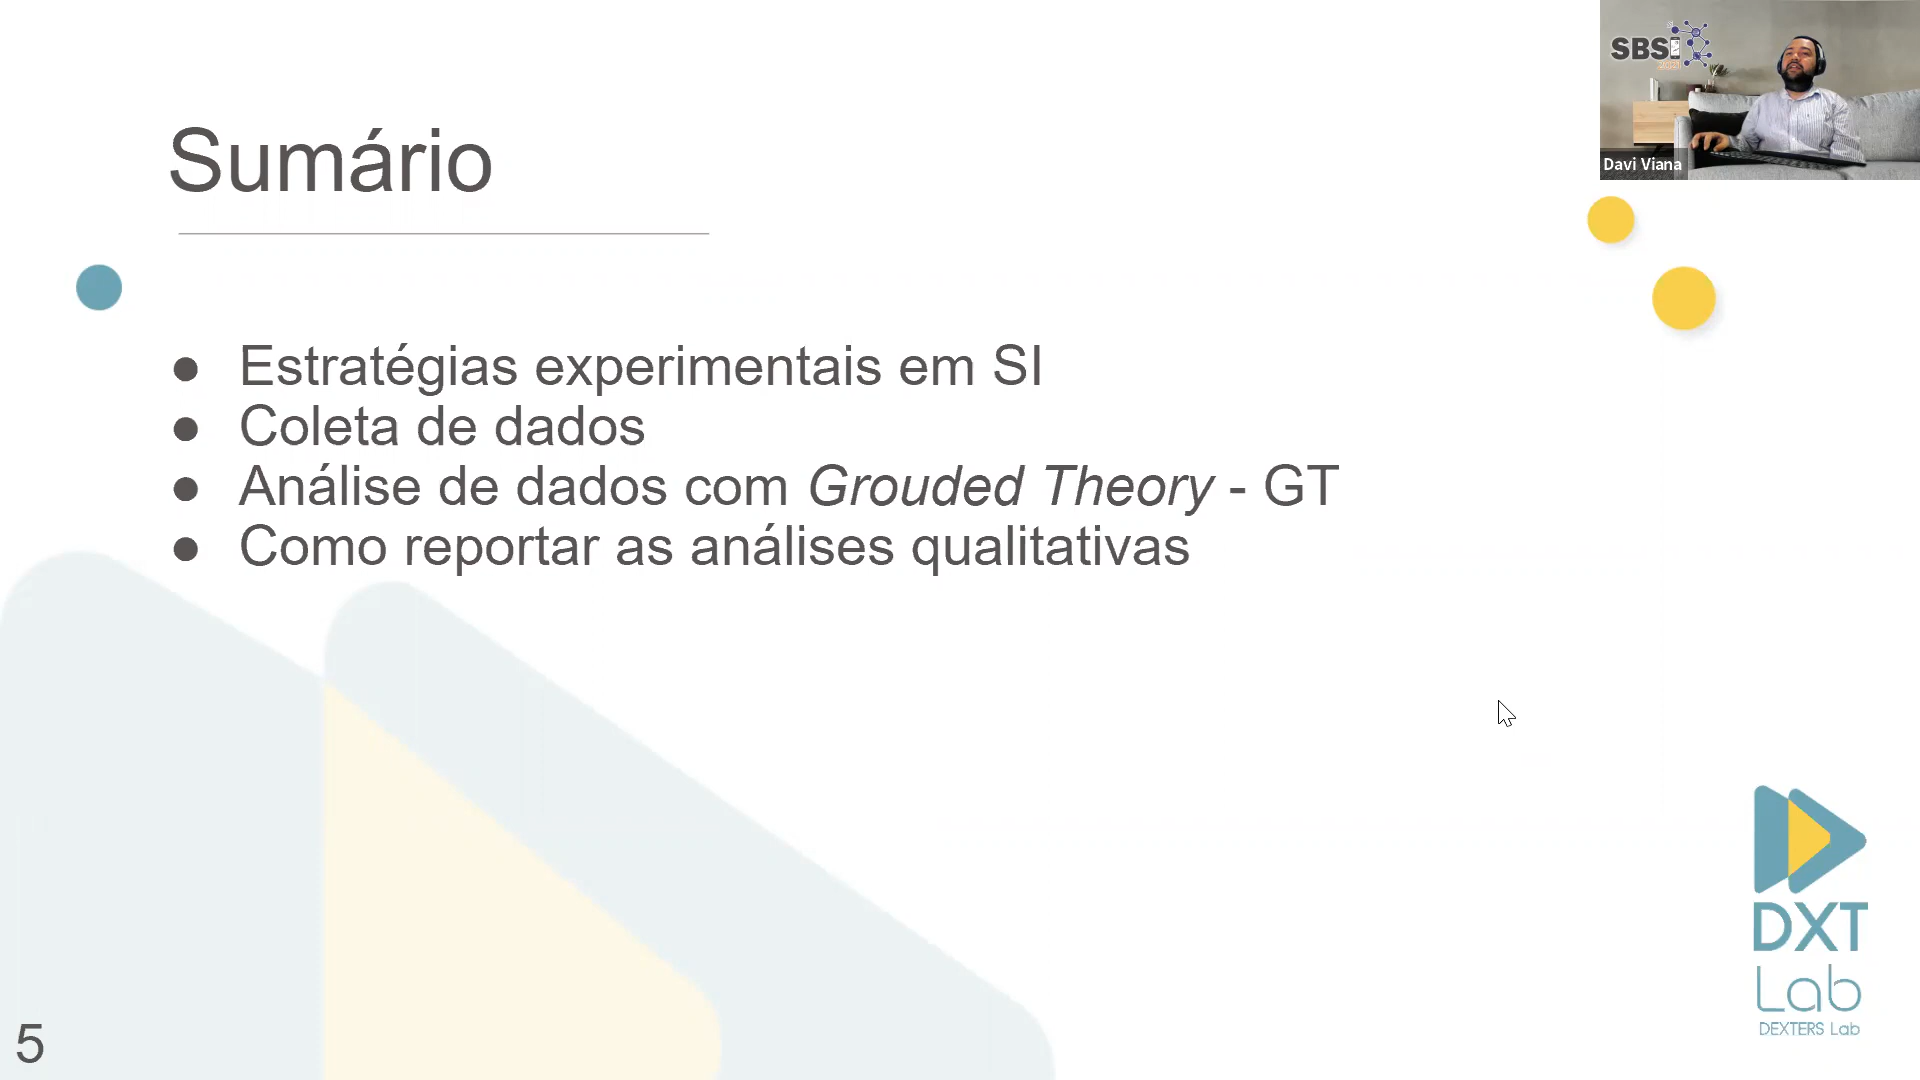 SBSI
Davi Viana
Sumário
● Estratégias experimentais em SI
● Coleta de dados
● Análise de dados com Grouded Theory - GT
● Como reportar as análises qualitativas
DXT
Lab
DEXTERS Lab
5